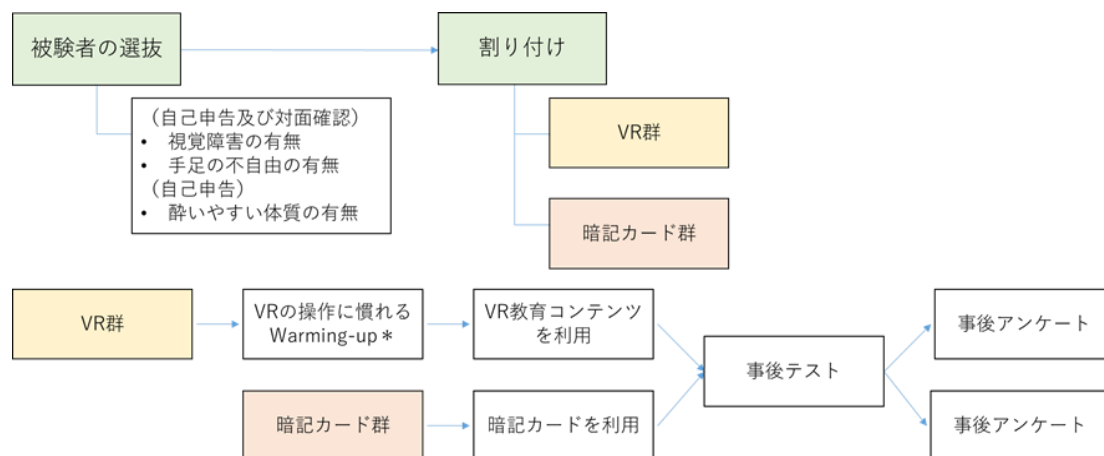 被験者の選抜
割り付け
（自己申告及び対面確認）
• 視覚障害の有無
• 手足の不自由の有無
（自己申告）
• 酔いやすい体質の有無
VR群
暗記カード群
VR群
VRの操作に慣れる
Warming-up＊
VR教育コンテンツ
を利用
暗記カード群
暗記カードを利用
事後テスト
事後アンケート
事後アンケート